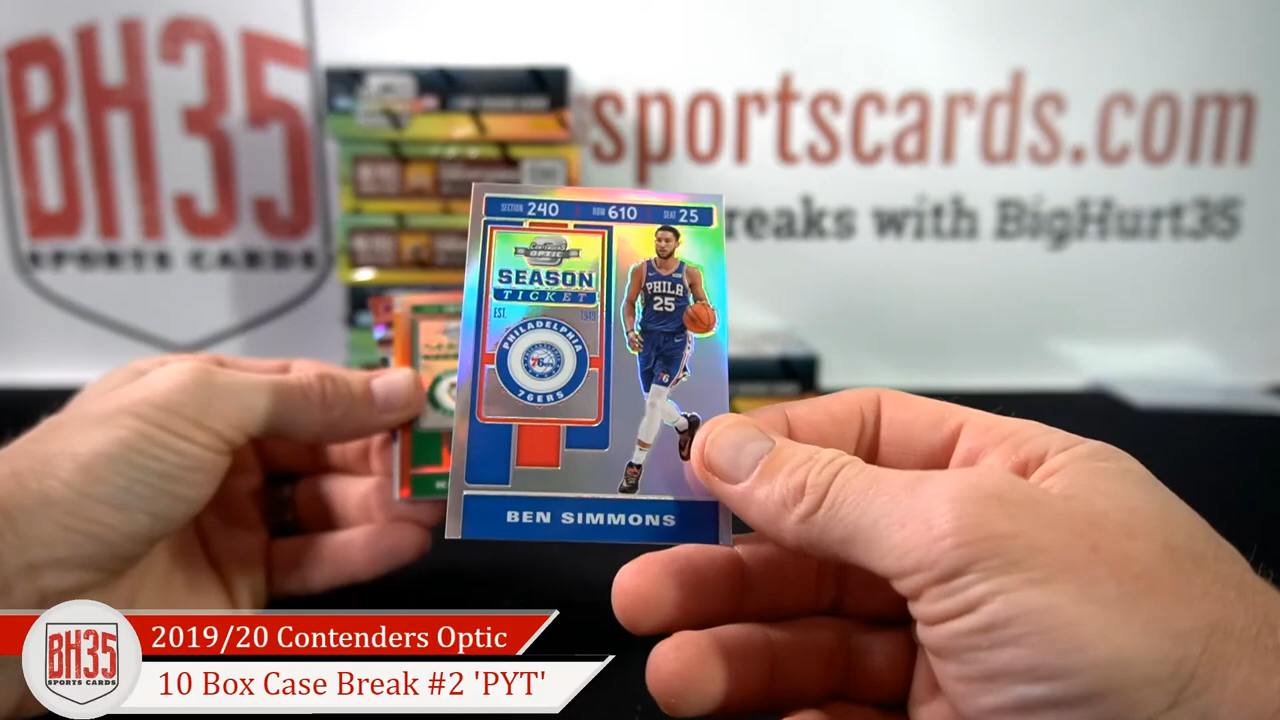 BH35
SPORTS CARDS
sportscards.com
reaks with BigHurt35
SECTION 240 ROW 610 SEAT 25
CONTENDERS
OPTIC
SEASON
TICKET
EST. 1949
PHILADELPHIA
76ERS
PHILA
25
BEN SIMMONS
BH35
SPORTS CARDS
2019/20 Contenders Optic
10 Box Case Break #2 'PYT'